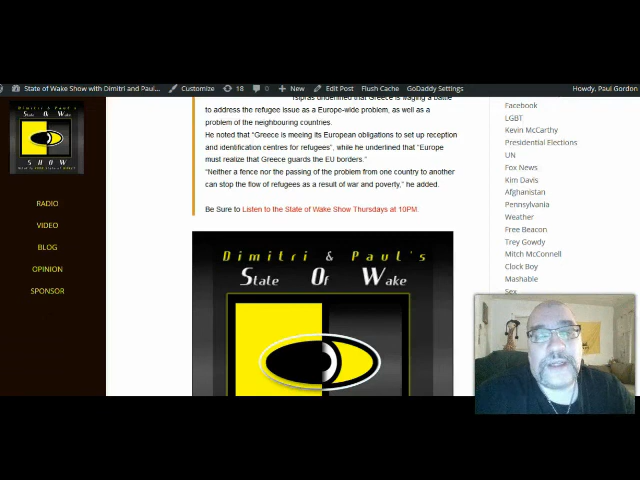 State of Wake Show with Dimitri and Paul... Customize 18 0 New Edit Post Flush Cache GoDaddy Settings Howdy, Paul Gordon
Dimitri & Paul's
State Of Wake
SHOW
RADIO
VIDEO
BLOG
OPINION
SPONSOR
Tsipras underlined that Greece is waging a battle
to address the refugee issue as a Europe-wide problem, as well as a
problem of the neighbouring countries.
He noted that “Greece is meeing its European obligations to set up reception
and identification centres for refugees”, while he underlined that “Europe
must realize that Greece guards the EU borders.”
“Neither a fence nor the passing of the problem from one country to another
can stop the flow of refugees as a result of war and poverty,” he added.
Be Sure to Listen to the State of Wake Show Thursdays at 10PM.
Dimitri & Paul's
State Of Wake
Facebook
LGBT
Kevin McCarthy
Presidential Elections
UN
Fox News
Kim Davis
Afghanistan
Pennsylvania
Weather
Free Beacon
Trey Gowdy
Mitch McConnell
Clock Boy
Mashable
Sex